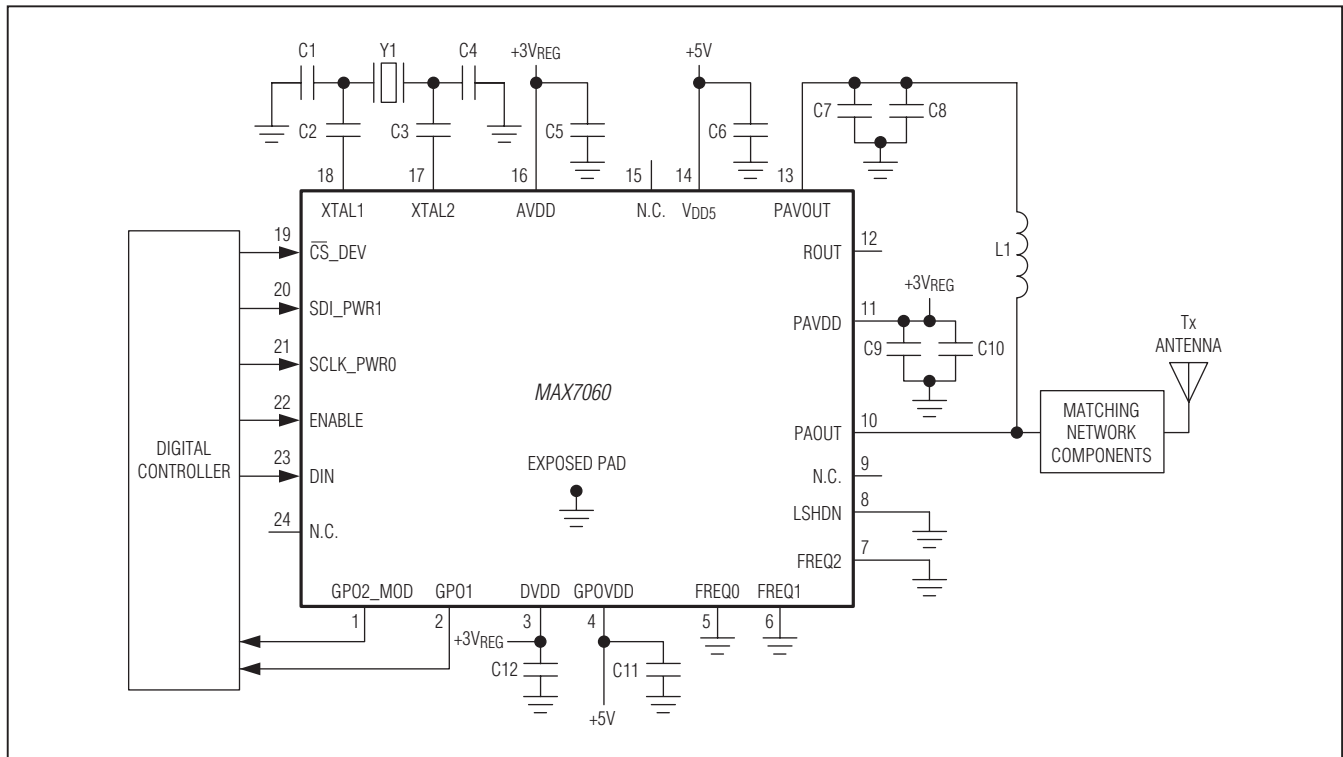 C1
Y1
C4
+3VREG
+5V
C2
C3
C5
C6
C7
C8
18
17
16
15
14
13
XTAL1
XTAL2
AVDD
N.C.
VDD5
PAVOUT
19
CS_DEV
20
SDI_PWR1
21
SCLK_PWR0
22
ENABLE
23
DIN
24
N.C.
DIGITAL
CONTROLLER
MAX7060
EXPOSED PAD
ROUT
12
L1
+3VREG
PAVDD
11
C9
C10
Tx
ANTENNA
PAOUT
10
MATCHING
NETWORK
COMPONENTS
N.C.
9
LSHDN
8
FREQ2
7
GPO2_MOD
GPO1
DVDD
GPOVDD
FREQ0
FREQ1
1
2
3
4
5
6
+3VREG
C12
C11
+5V